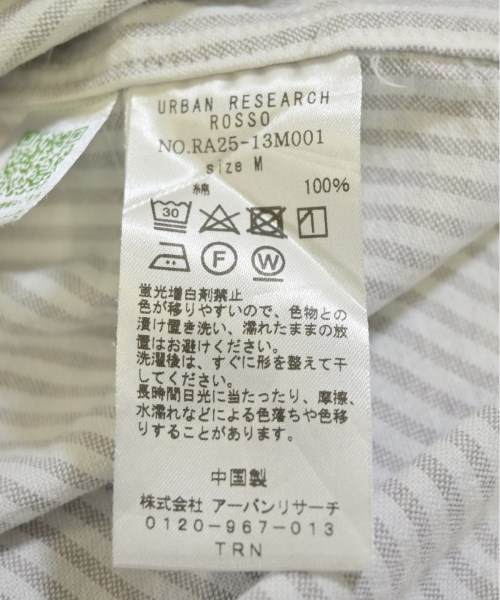 URBAN RESEARCH
ROSSO
NO.RA25-13M001
size M
綿 100%
30
F W
蛍光増白剤禁止
色が移りやすいので、色物との
漬け置き洗い、濡れたままの放
置はお避けください。
洗濯後は、すぐに形を整えて干
してください。
長時間日光に当たったり、摩擦、
水濡れなどによる色落ちや色移
りすることがあります。
中国製
株式会社 アーバンリサーチ
0120-967-013
TRN